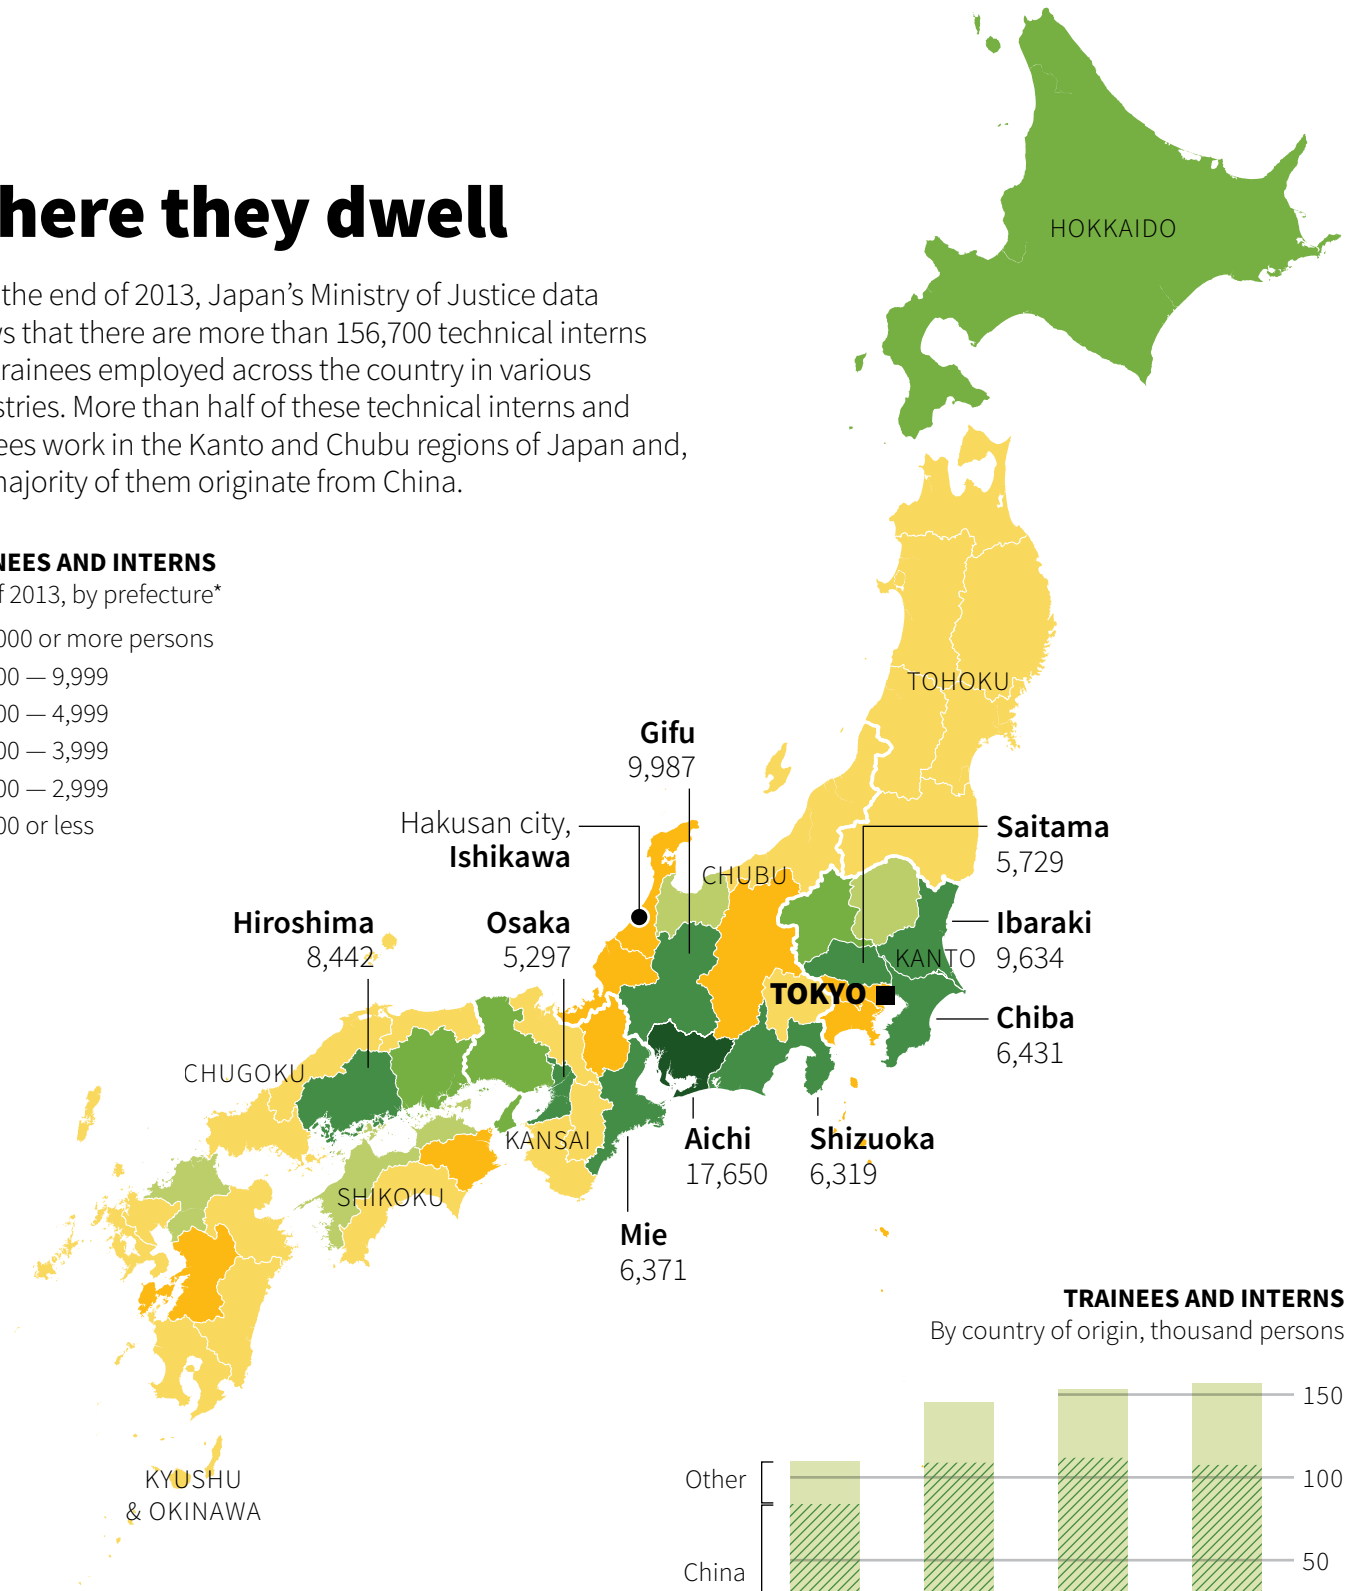 here they dwell
the end of 2013, Japan's Ministry of Justice data
s that there are more than 156,700 technical interns
rainees employed across the country in various
stries. More than half of these technical interns and
ees work in the Kanto and Chubu regions of Japan and,
ajority of them originate from China.
NEES AND INTERNS
f 2013, by prefecture*
000 or more persons
00 — 9,999
00 — 4,999
00 — 3,999
00 — 2,999
00 or less
HOKKAIDO
TOHOKU
Gifu
9,987
Hakusan city,
Ishikawa
CHUBU
Saitama
5,729
Hiroshima
8,442
Osaka
5,297
Ibaraki
9,634
KANTO
TOKYO
Chiba
6,431
CHUGOKU
KANSAI
Aichi
17,650
Shizuoka
6,319
SHIKOKU
Mie
6,371
KYUSHU
& OKINAWA
TRAINEES AND INTERNS
By country of origin, thousand persons
150
Other
100
China
50